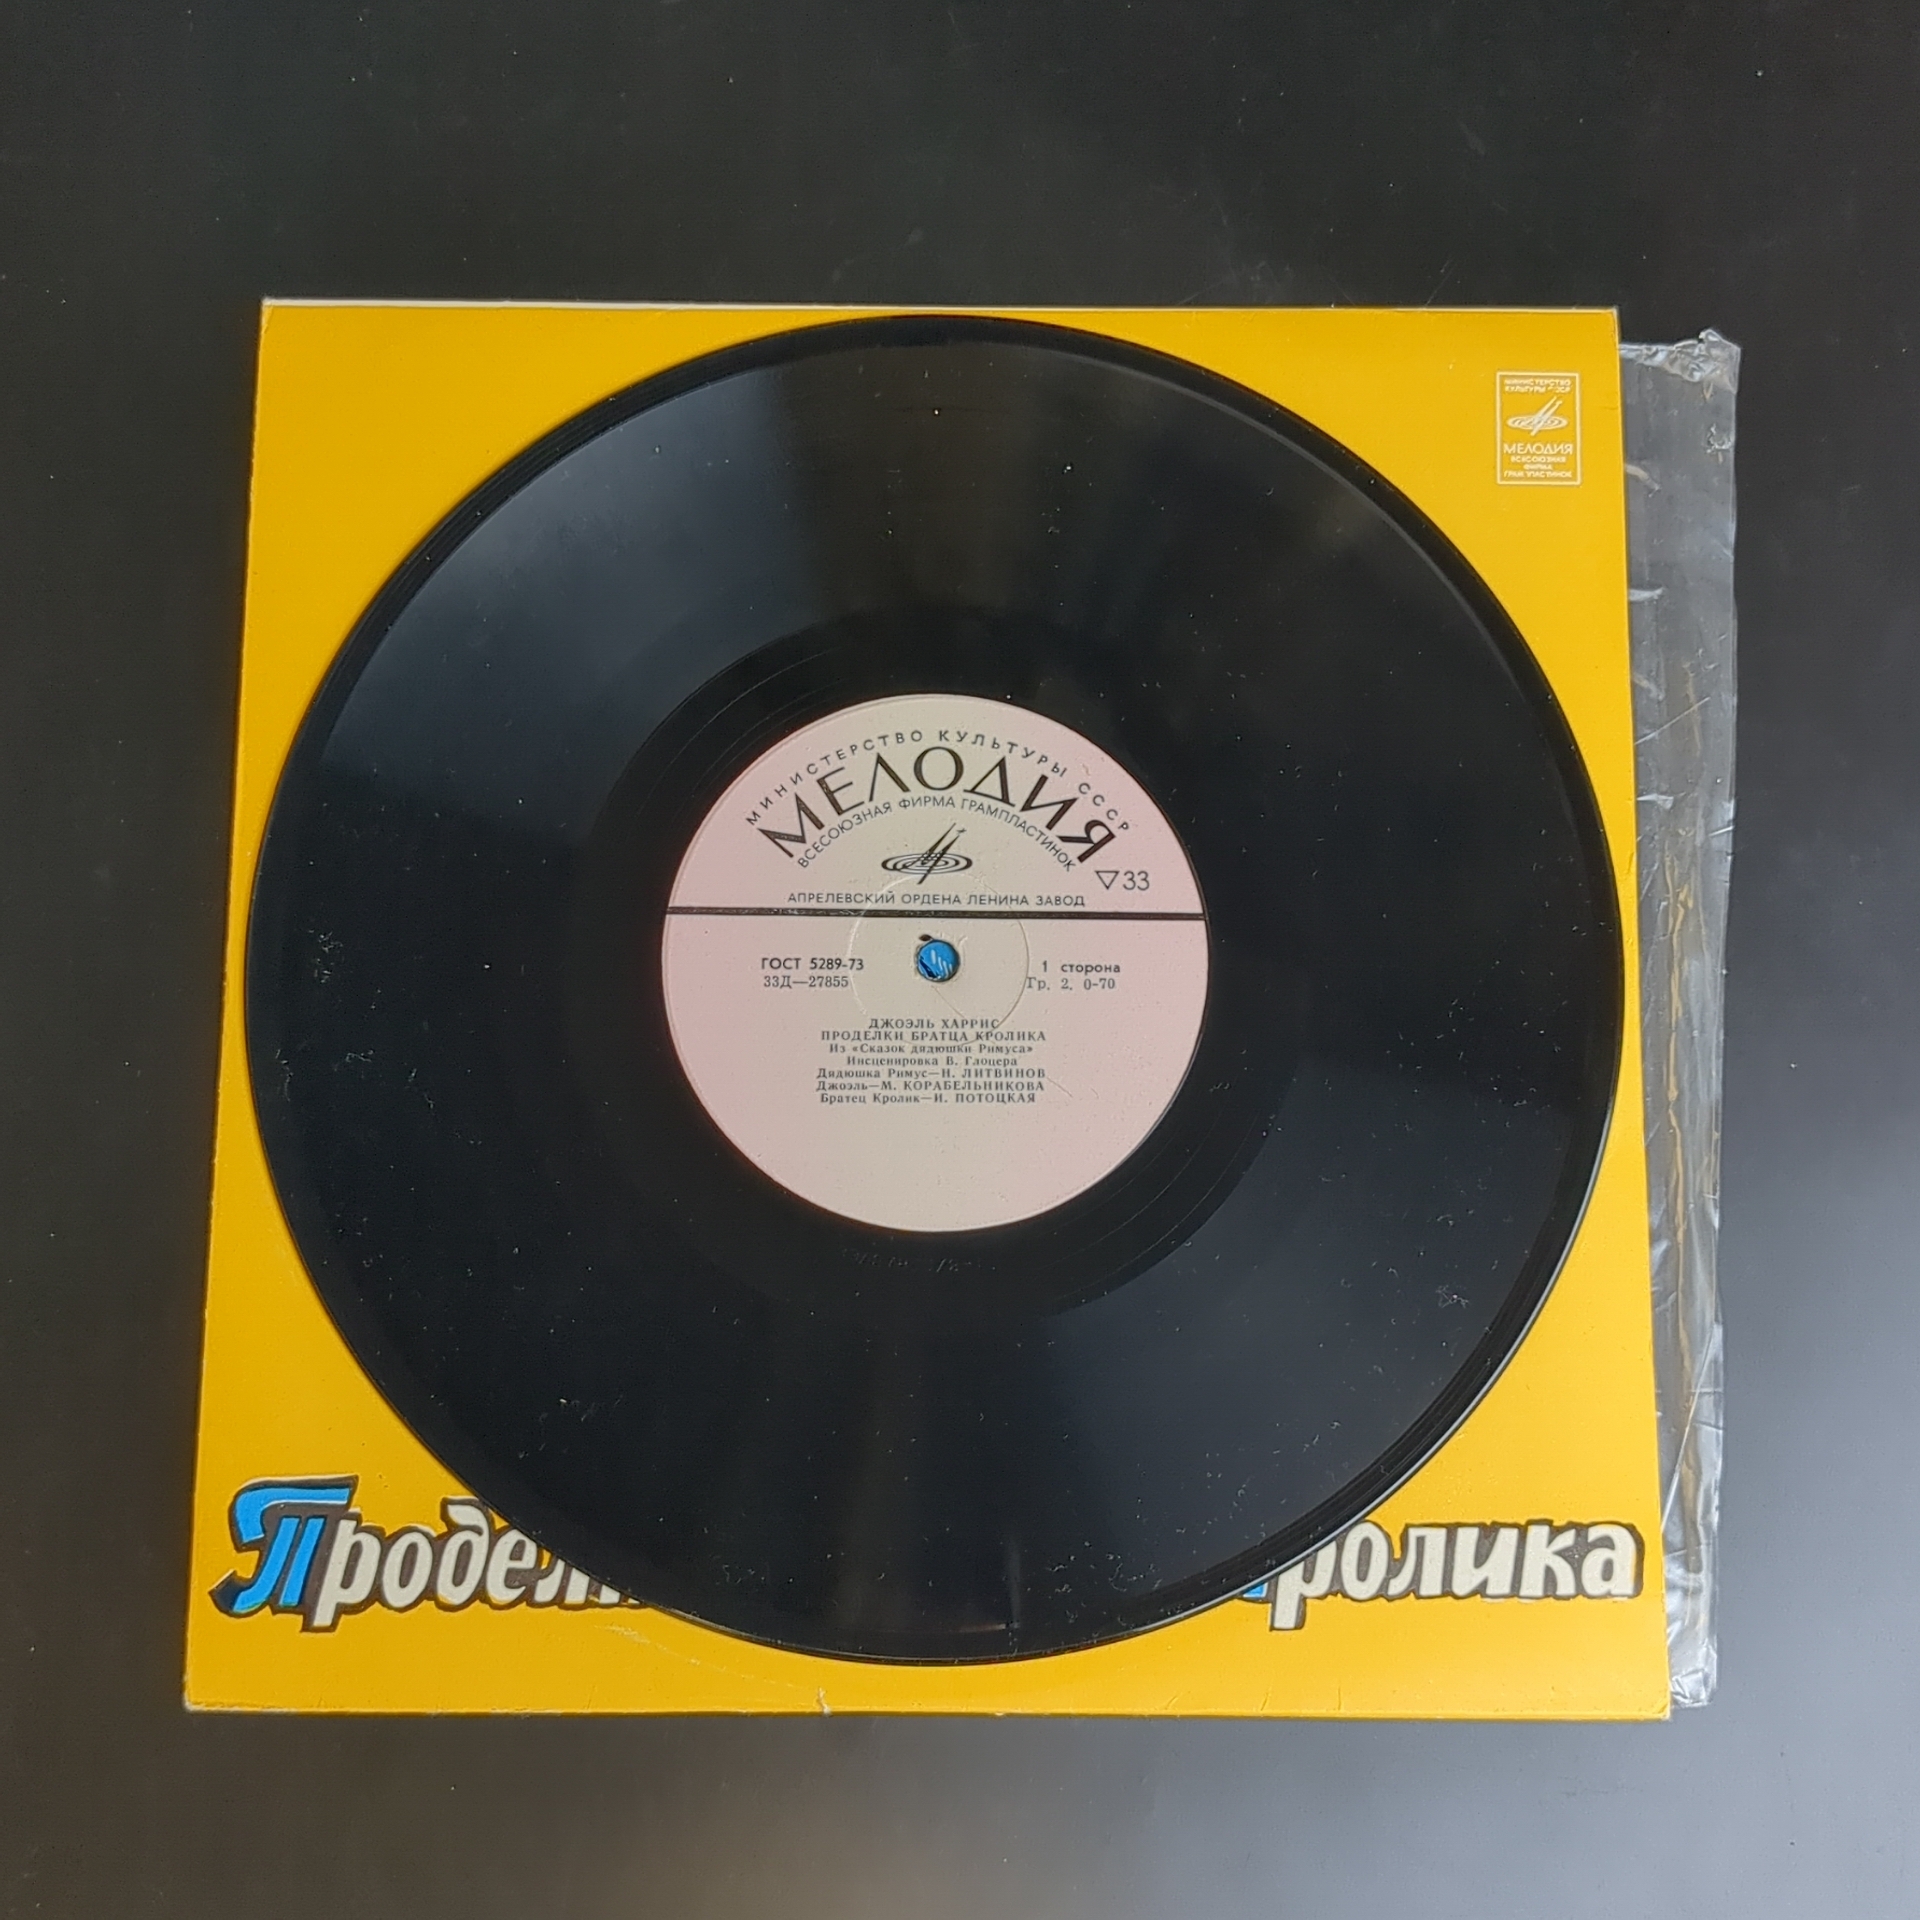 МИНИСТЕРСТВО
КУЛЬТУРЫ СССР
МЕЛОДИЯ
ВСЕСОЮЗНАЯ
ФИРМА
ГРАМПЛАСТИНОК
МИНИСТЕРСТВО КУЛЬТУРЫ СССР
МЕЛОДИЯ
ВСЕСОЮЗНАЯ ФИРМА ГРАМПЛАСТИНОК
▽33
АПРЕЛЕВСКИЙ ОРДЕНА ЛЕНИНА ЗАВОД
ГОСТ 5289-73 1 сторона
33Д—27855 Гр. 2. 0-70
ДЖОЭЛЬ ХАРРИС
ПРОДЕЛКИ БРАТЦА КРОЛИКА
Из «Сказок дядюшки Римуса»
Инсценировка В. Глоцера
Дядюшка Римус—Н. ЛИТВИНОВ
Джоэль—М. КОРАБЕЛЬНИКОВА
Братец Кролик—И. ПОТОЦКАЯ
Проделк ролика